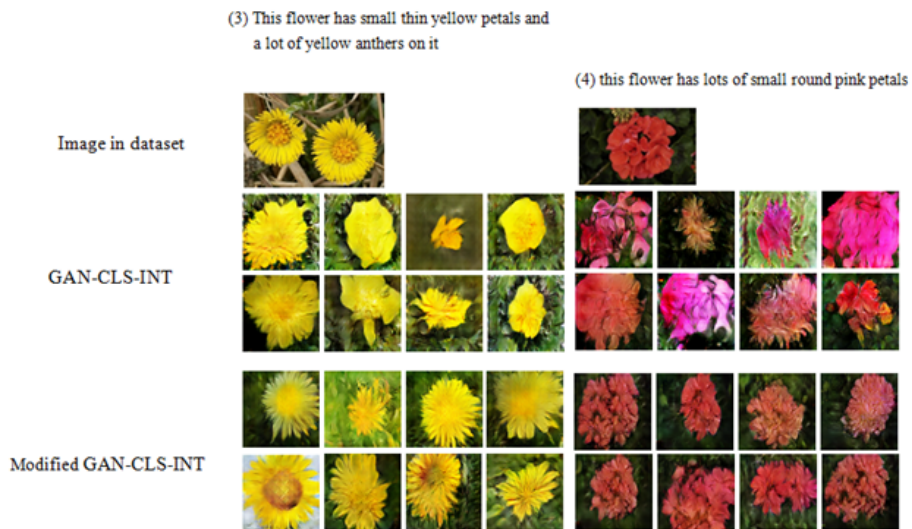 (3) This flower has small thin yellow petals and
a lot of yellow anthers on it
(4) this flower has lots of small round pink petals
Image in dataset
GAN-CLS-INT
Modified GAN-CLS-INT